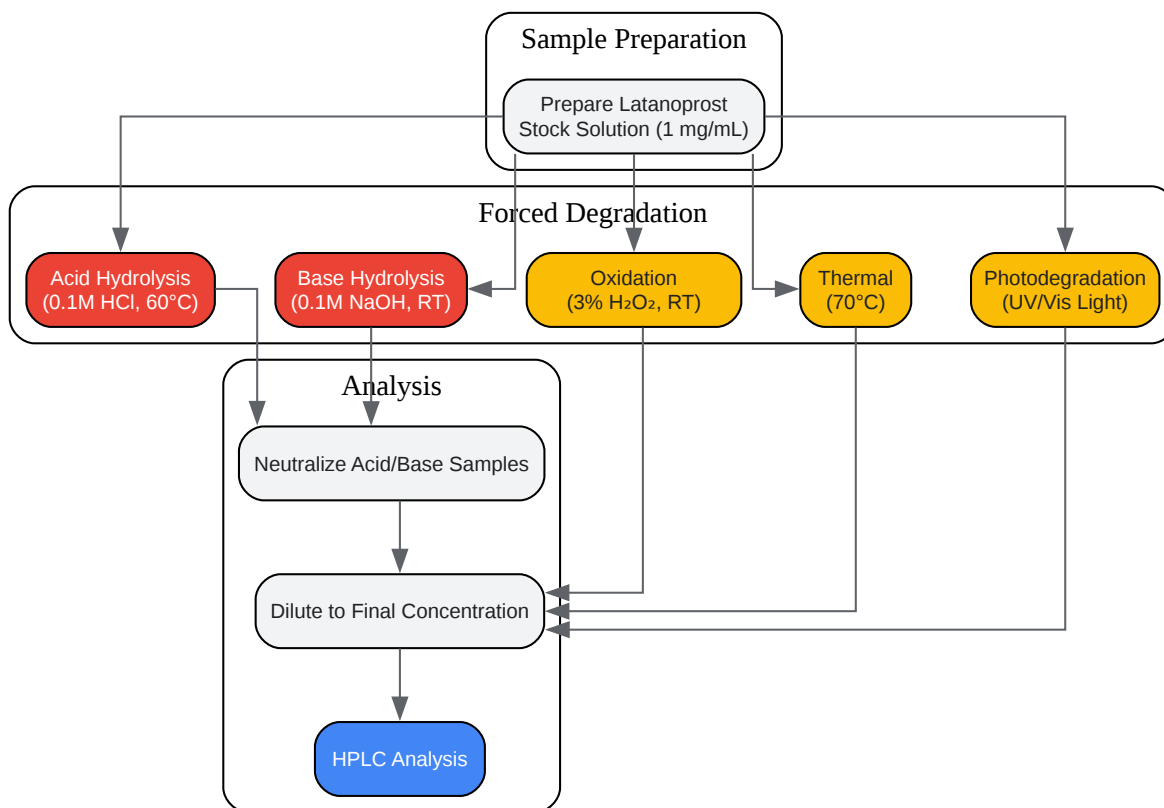 Sample Preparation
Prepare Latanoprost
Stock Solution (1 mg/mL)
Forced Degradation
Acid Hydrolysis
(0.1M HCl, 60°C)
Base Hydrolysis
(0.1M NaOH, RT)
Oxidation
(3% H₂O₂, RT)
Thermal
(70°C)
Photodegradation
(UV/Vis Light)
Analysis
Neutralize Acid/Base Samples
Dilute to Final Concentration
HPLC Analysis